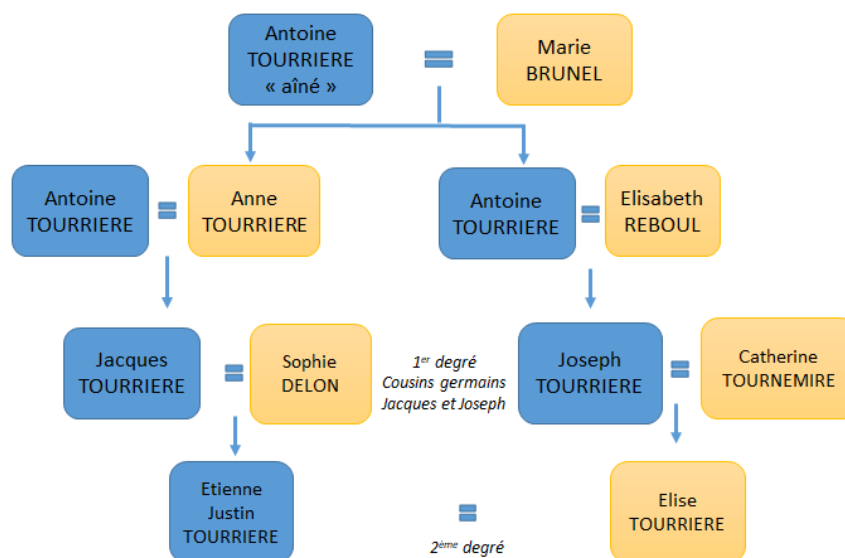 Antoine
TOURRIERE
« aîné »
Marie
BRUNEL
Antoine
TOURRIERE
Anne
TOURRIERE
Antoine
TOURRIERE
Elisabeth
REBOUL
Jacques
TOURRIERE
Sophie
DELON
1er degré
Cousins germains
Jacques et Joseph
Joseph
TOURRIERE
Catherine
TOURNEMIRE
Etienne
Justin
TOURRIERE
2ème degré
Elise
TOURRIERE